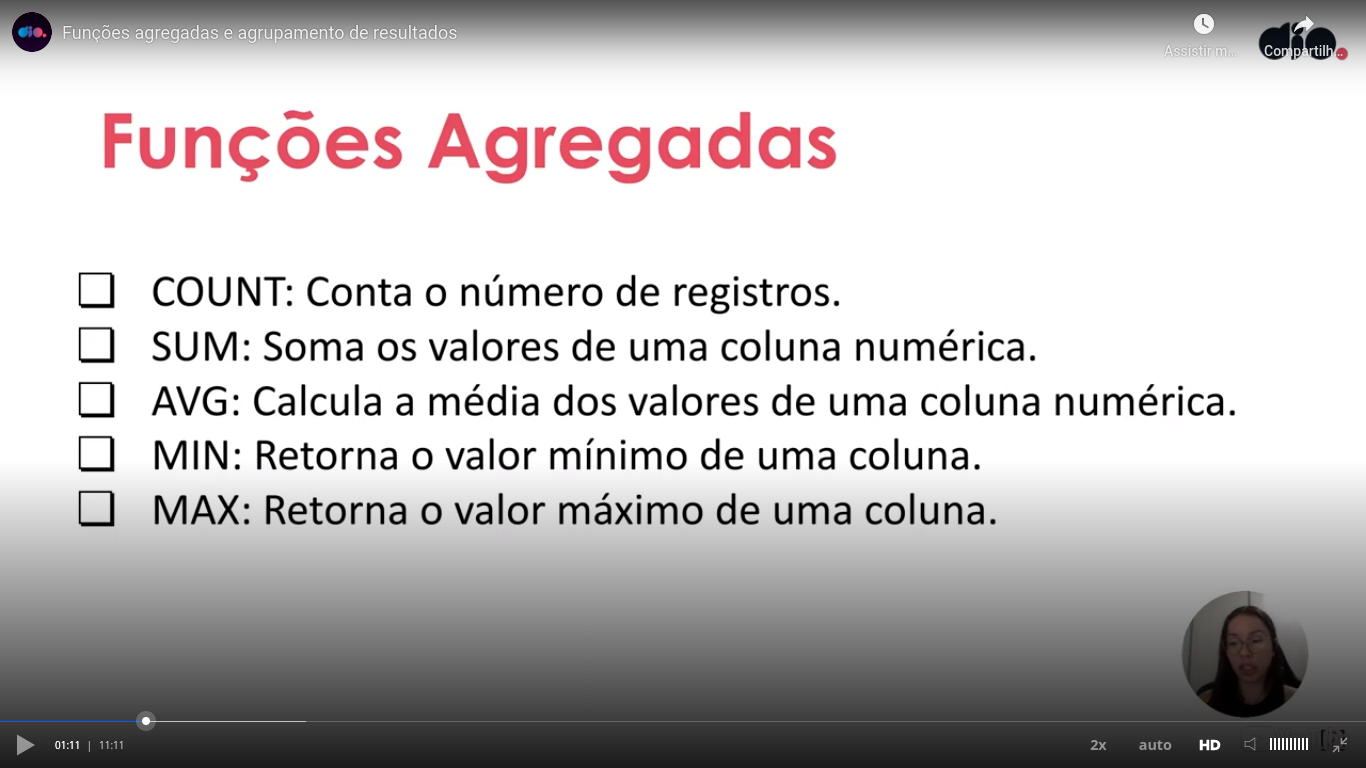 Funções agregadas e agrupamento de resultados
Assistir m...
Compartilh...
dio.
Funções Agregadas
COUNT: Conta o número de registros.
SUM: Soma os valores de uma coluna numérica.
AVG: Calcula a média dos valores de uma coluna numérica.
MIN: Retorna o valor mínimo de uma coluna.
MAX: Retorna o valor máximo de uma coluna.
01:11 | 11:11
2x auto HD